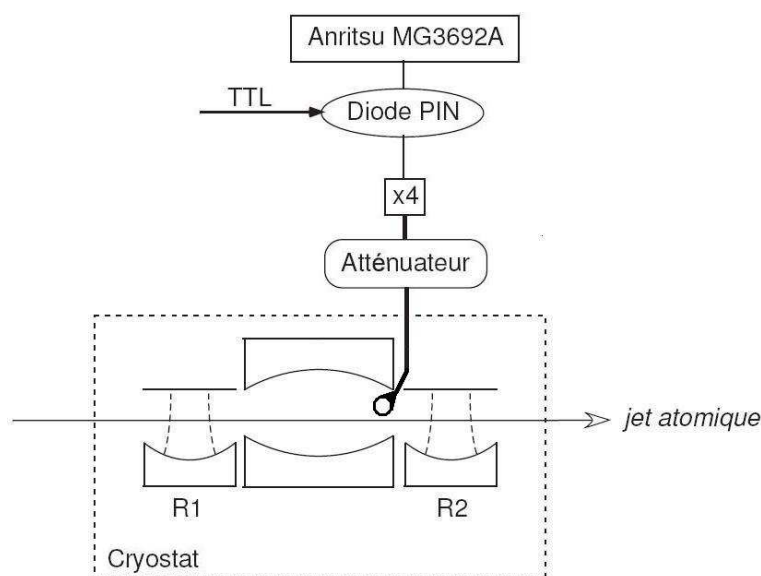 Anritsu MG3692A
TTL
Diode PIN
x4
Atténuateur
jet atomique
R1
R2
Cryostat